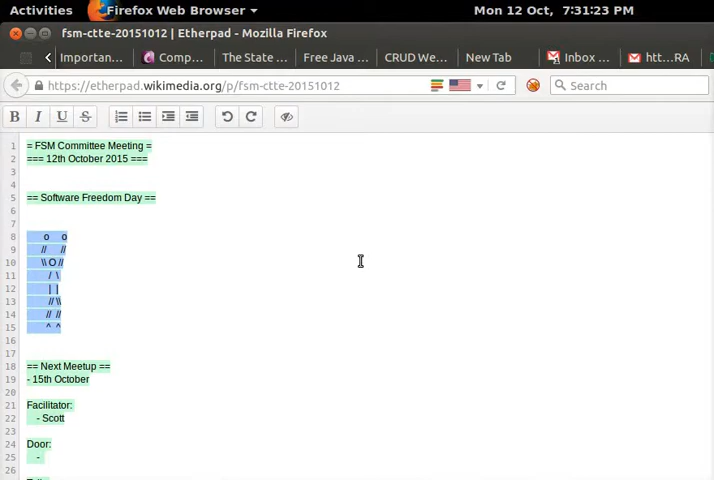 Activities Firefox Web Browser Mon 12 Oct, 7:31:23 PM
fsm-ctte-20151012 | Etherpad - Mozilla Firefox
Importan... Comp... The State ... Free Java ... CRUD We... New Tab Inbox ... htt...RA
https://etherpad.wikimedia.org/p/fsm-ctte-20151012 Search
B I U S
1 = FSM Committee Meeting =
2 === 12th October 2015 ===
3
4
5 == Software Freedom Day ==
6
7
8 o o
9 // //
10 \\ O //
11 / \
12 | |
13 // \\
14 // //
15 ^ ^
16
17
18 == Next Meetup ==
19 - 15th October
20
21 Facilitator:
22 - Scott
23
24 Door:
25 -
26